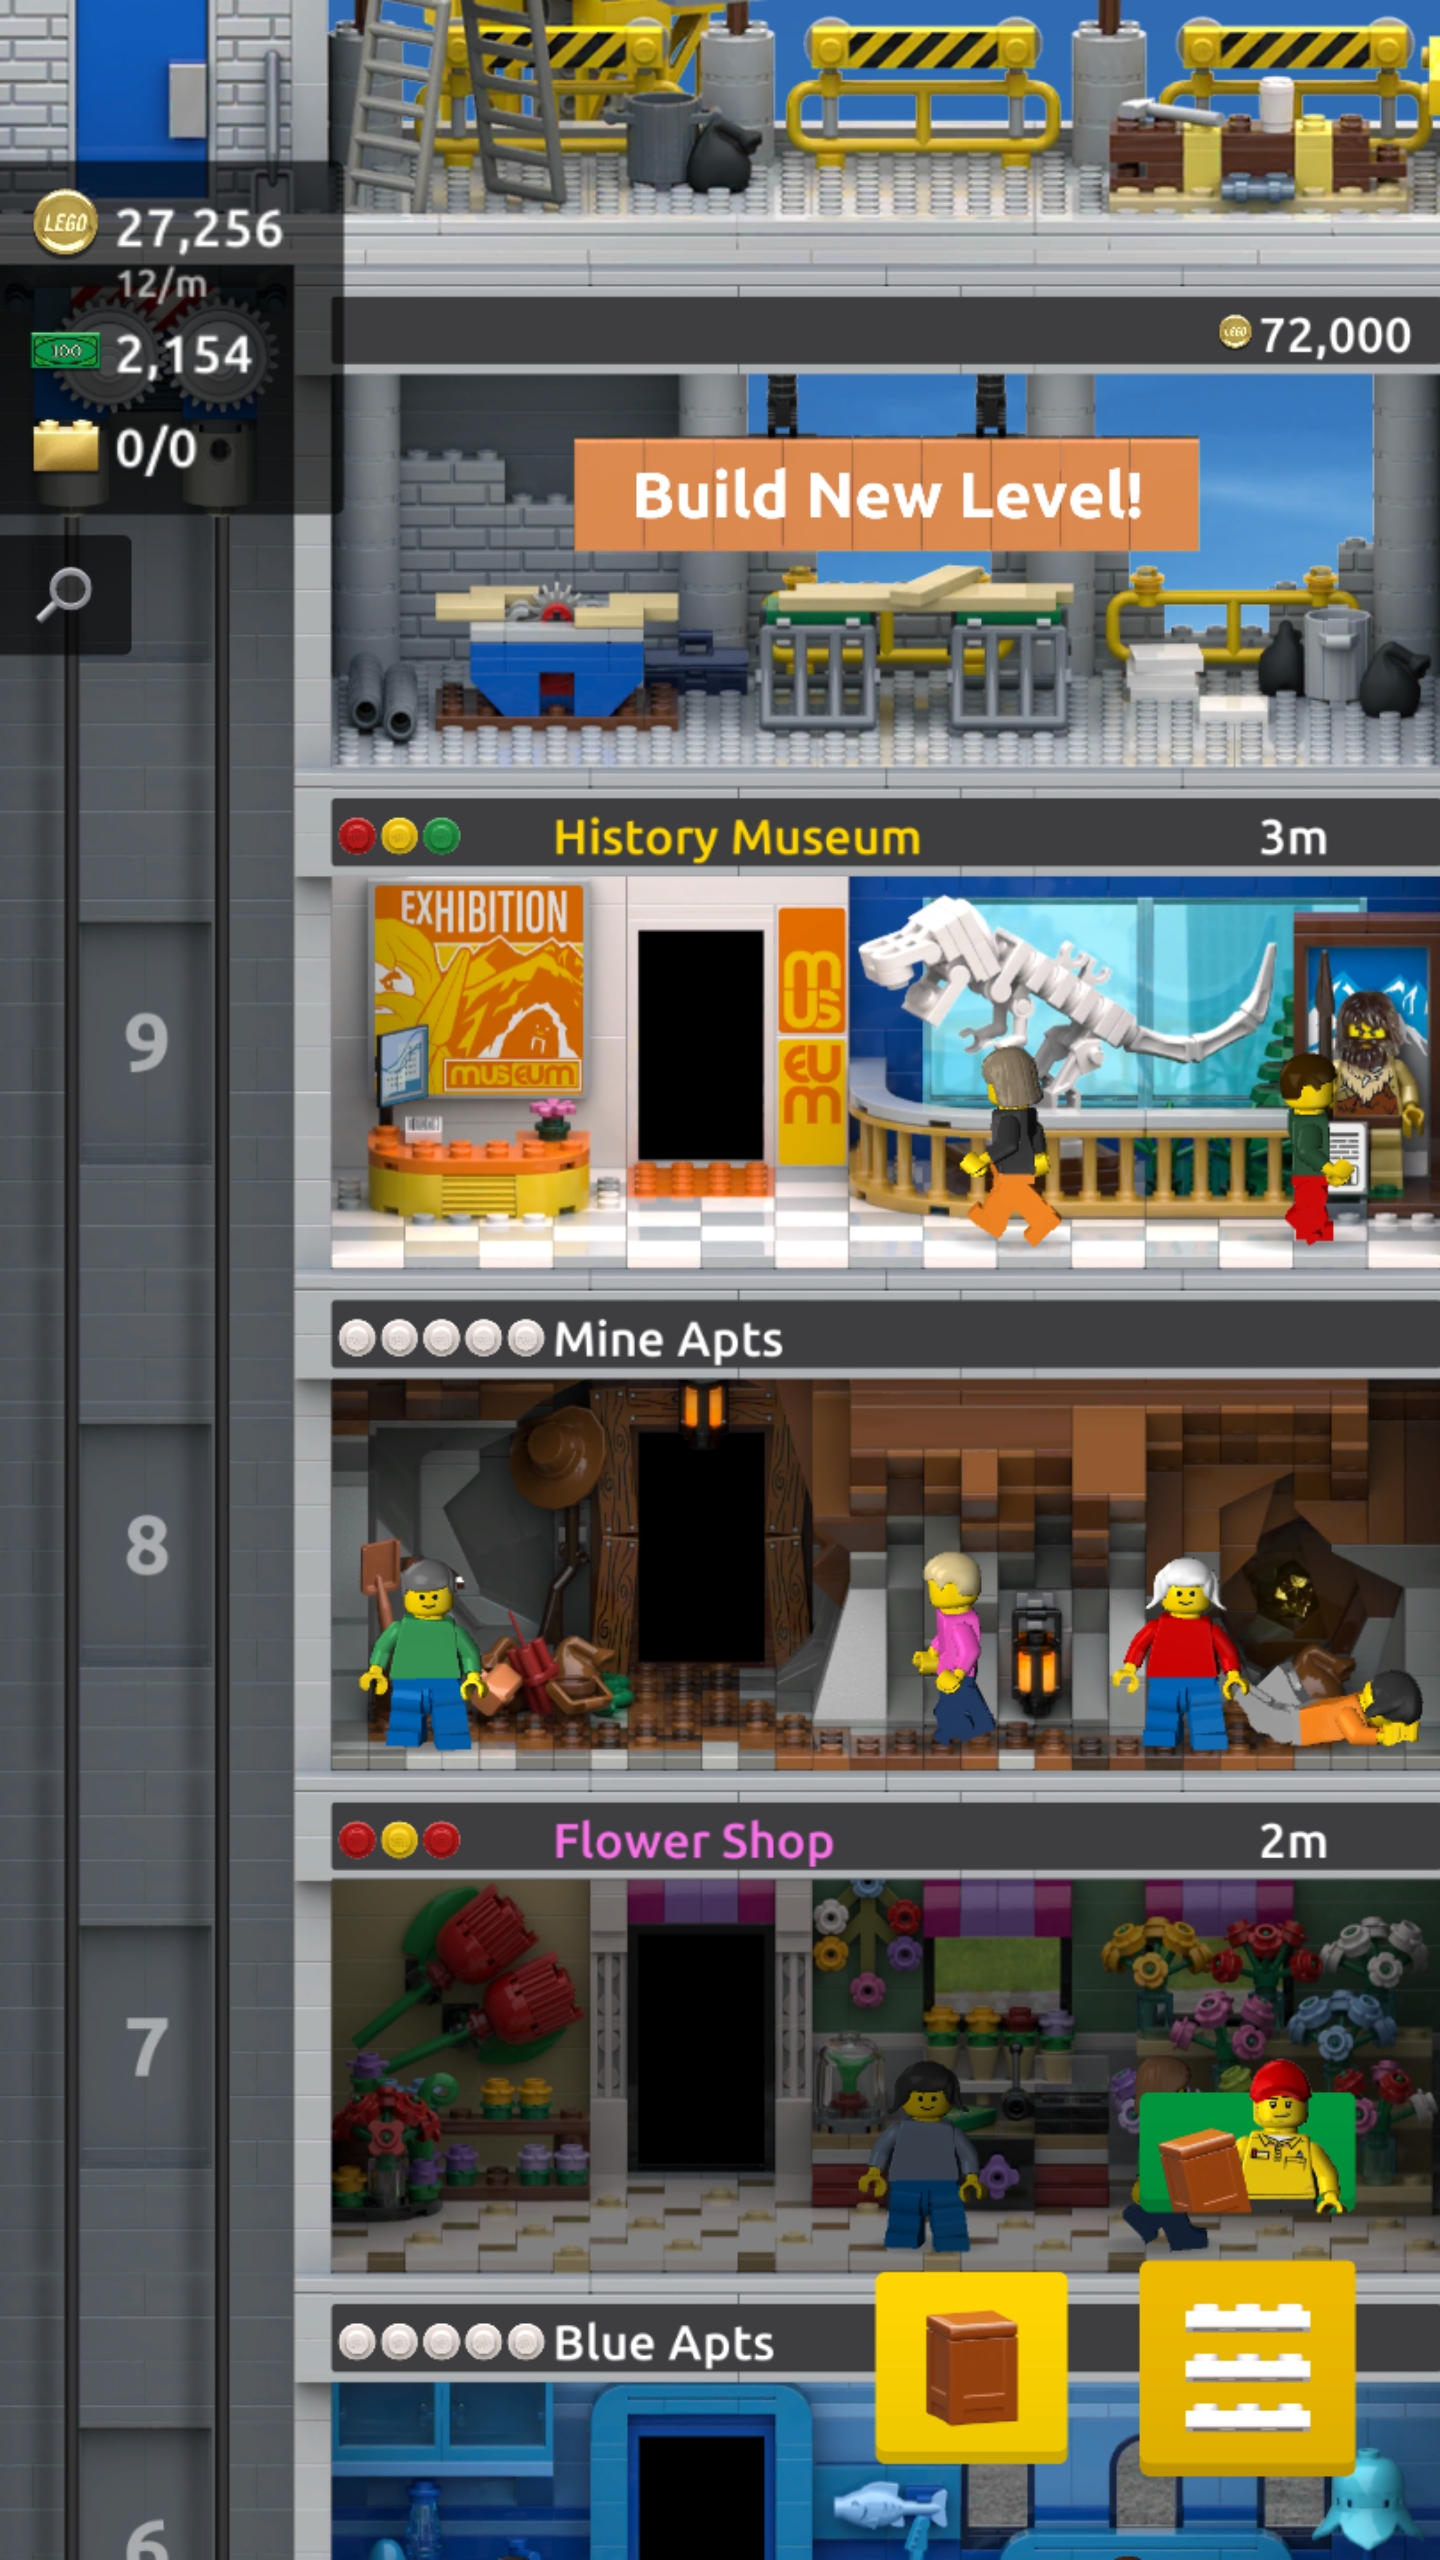 LEGO 27,256
12/m
100 2,154
0/0
LEGO 72,000
Build New Level!
History Museum 3m
EXHIBITION
museum
mus
eum
9
Mine Apts
8
Flower Shop 2m
7
Blue Apts
6